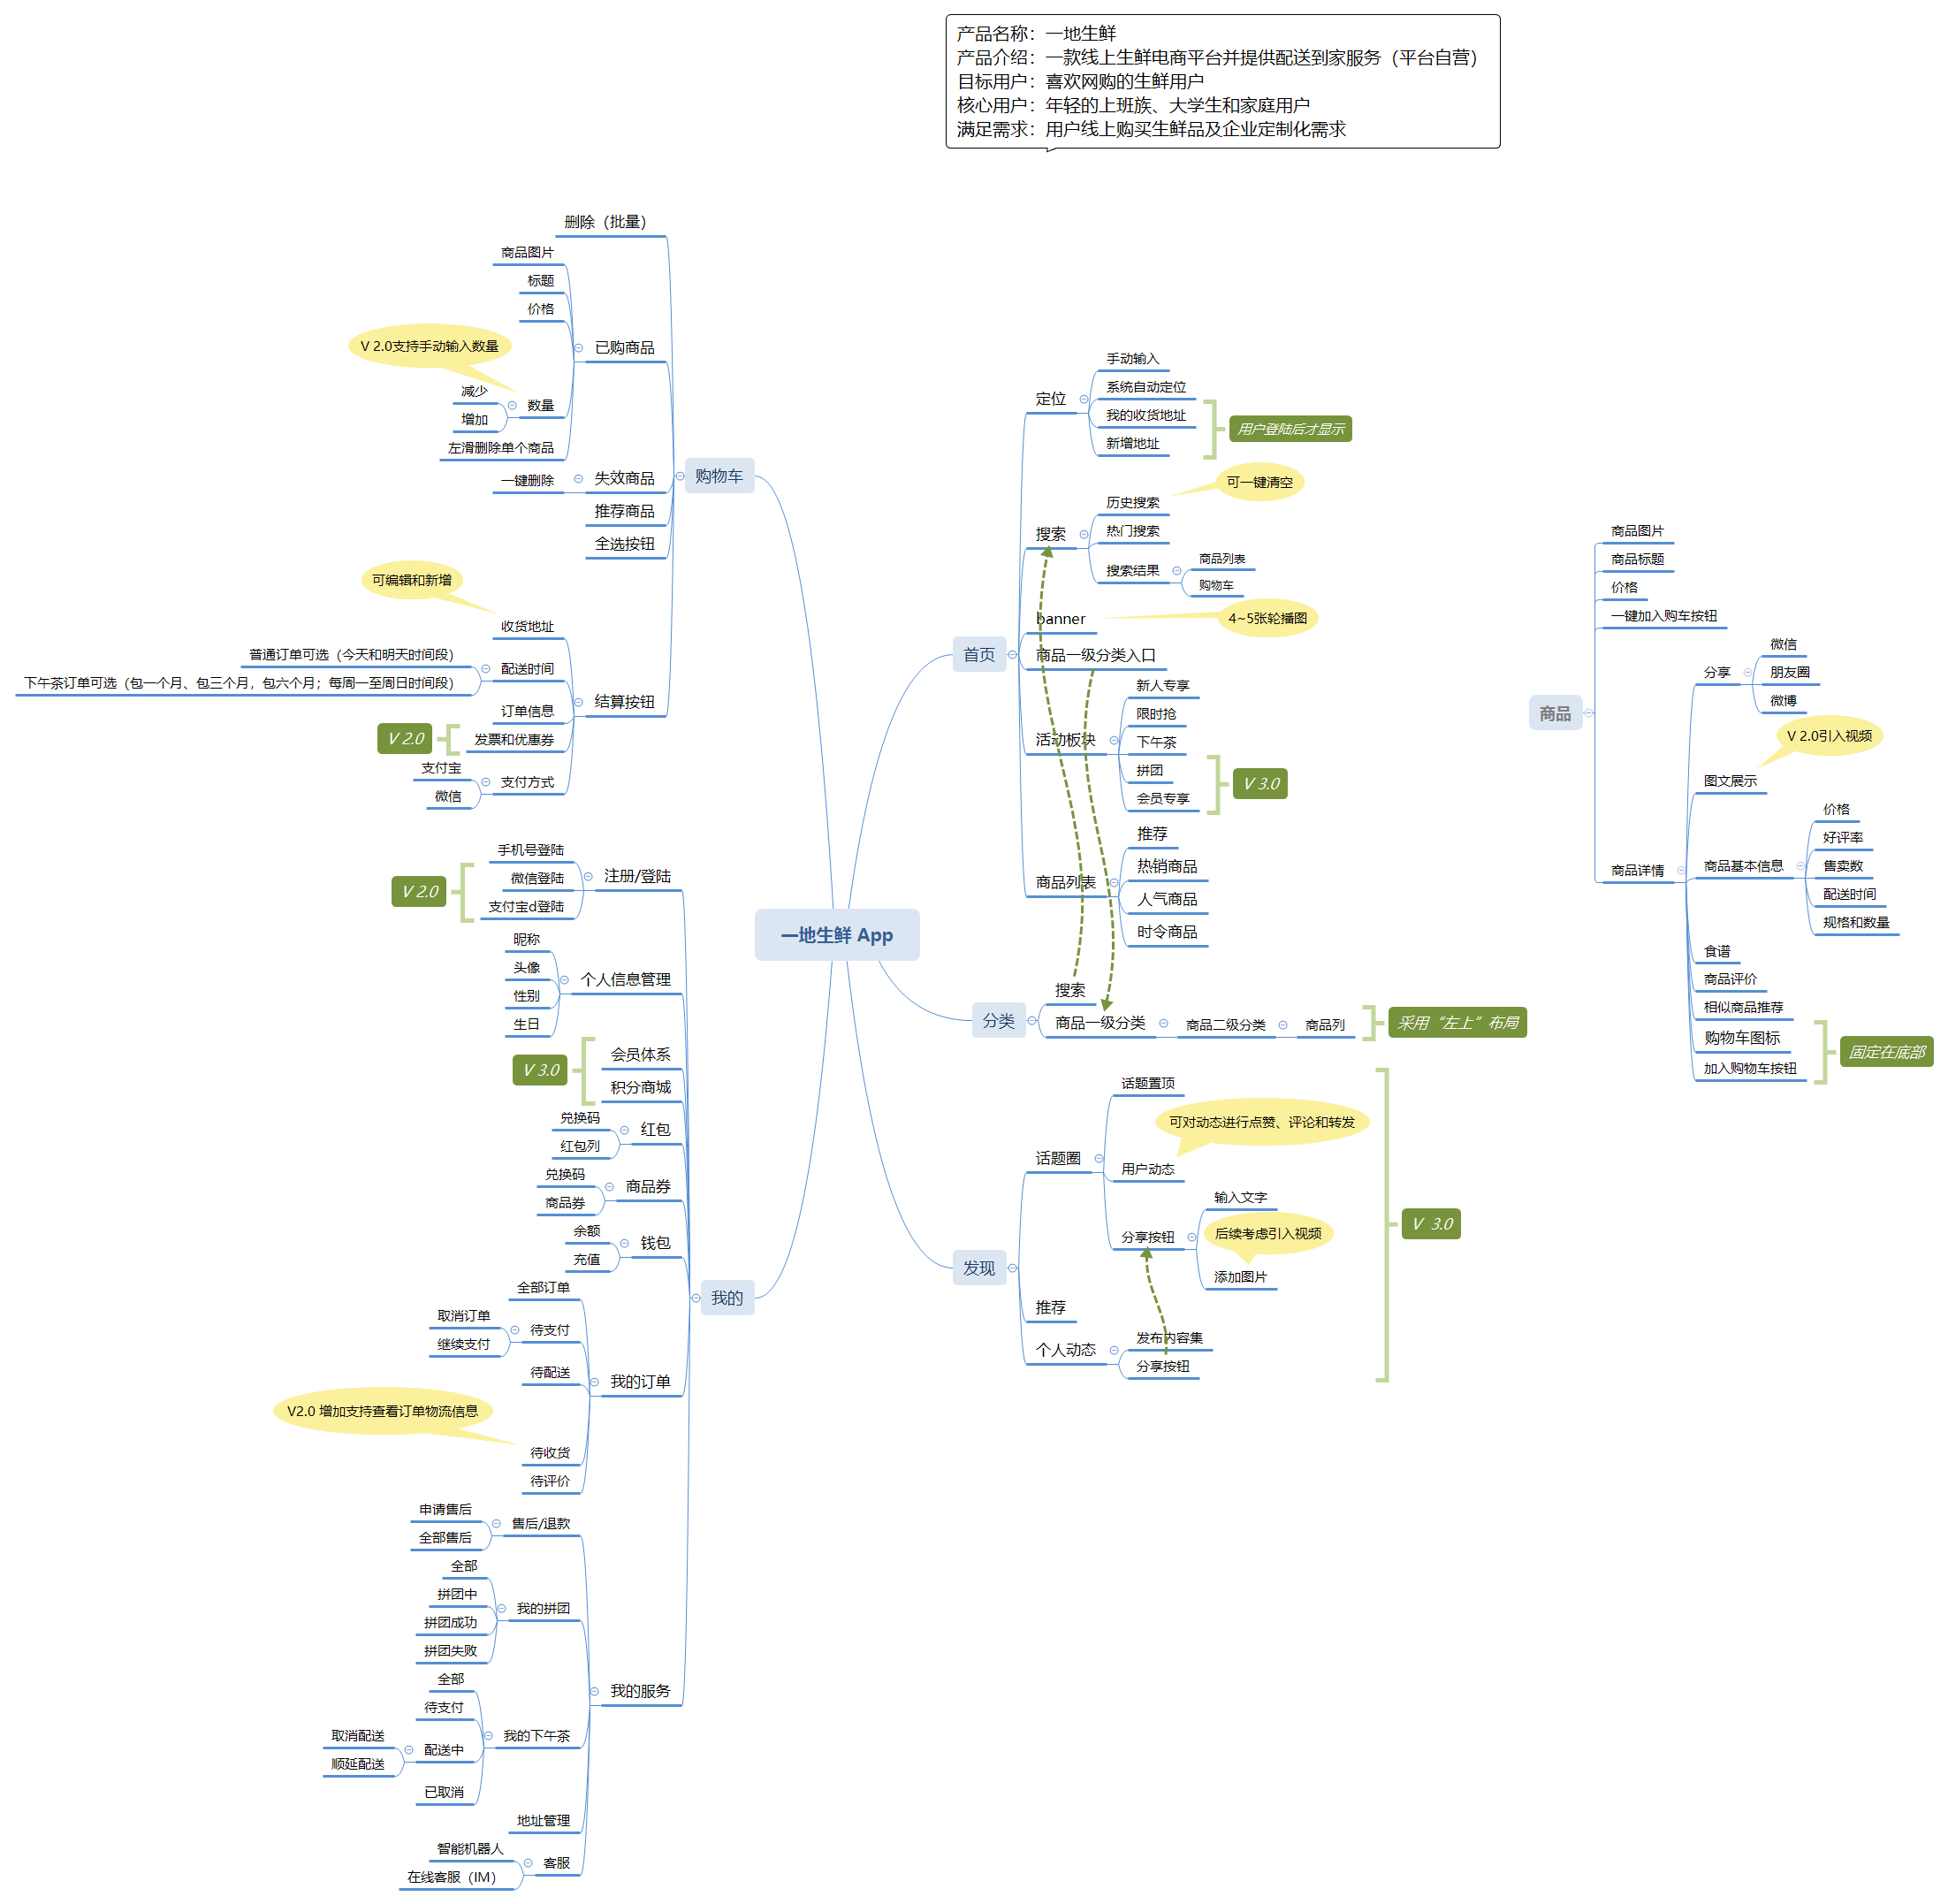 产品名称：一地生鲜
产品介绍：一款线上生鲜电商平台并提供配送到家服务（平台自营）
目标用户：喜欢网购的生鲜用户
核心用户：年轻的上班族、大学生和家庭用户
满足需求：用户线上购买生鲜品及企业定制化需求
一地生鲜 App
购物车
删除（批量）
已购商品
商品图片
标题
价格
V 2.0支持手动输入数量
数量
减少
增加
左滑删除单个商品
失效商品
一键删除
推荐商品
全选按钮
结算按钮
可编辑和新增
收货地址
配送时间
普通订单可选（今天和明天时间段）
下午茶订单可选（包一个月、包三个月，包六个月；每周一至周日时间段）
订单信息
发票和优惠券
V 2.0
支付方式
支付宝
微信
我的
注册/登陆
手机号登陆
微信登陆
支付宝d登陆
V 2.0
个人信息管理
昵称
头像
性别
生日
会员体系
积分商城
V 3.0
红包
兑换码
红包列
商品券
兑换码
商品券
钱包
余额
充值
我的订单
全部订单
待支付
取消订单
继续支付
待配送
V2.0 增加支持查看订单物流信息
待收货
待评价
我的服务
售后/退款
申请售后
全部售后
我的拼团
全部
拼团中
拼团成功
拼团失败
我的下午茶
全部
待支付
配送中
取消配送
顺延配送
已取消
地址管理
客服
智能机器人
在线客服（IM）
首页
定位
手动输入
系统自动定位
我的收货地址
新增地址
用户登陆后才显示
搜索
可一键清空
历史搜索
热门搜索
搜索结果
商品列表
购物车
banner
4~5张轮播图
商品一级分类入口
活动板块
新人专享
限时抢
下午茶
拼团
会员专享
V 3.0
商品列表
推荐
热销商品
人气商品
时令商品
分类
搜索
商品一级分类
商品二级分类
商品列
采用“左上”布局
发现
话题圈
话题置顶
可对动态进行点赞、评论和转发
用户动态
分享按钮
输入文字
后续考虑引入视频
添加图片
推荐
个人动态
发布内容集
分享按钮
V 3.0
商品
商品图片
商品标题
价格
一键加入购车按钮
商品详情
分享
微信
朋友圈
微博
V 2.0引入视频
图文展示
商品基本信息
价格
好评率
售卖数
配送时间
规格和数量
食谱
商品评价
相似商品推荐
购物车图标
加入购物车按钮
固定在底部